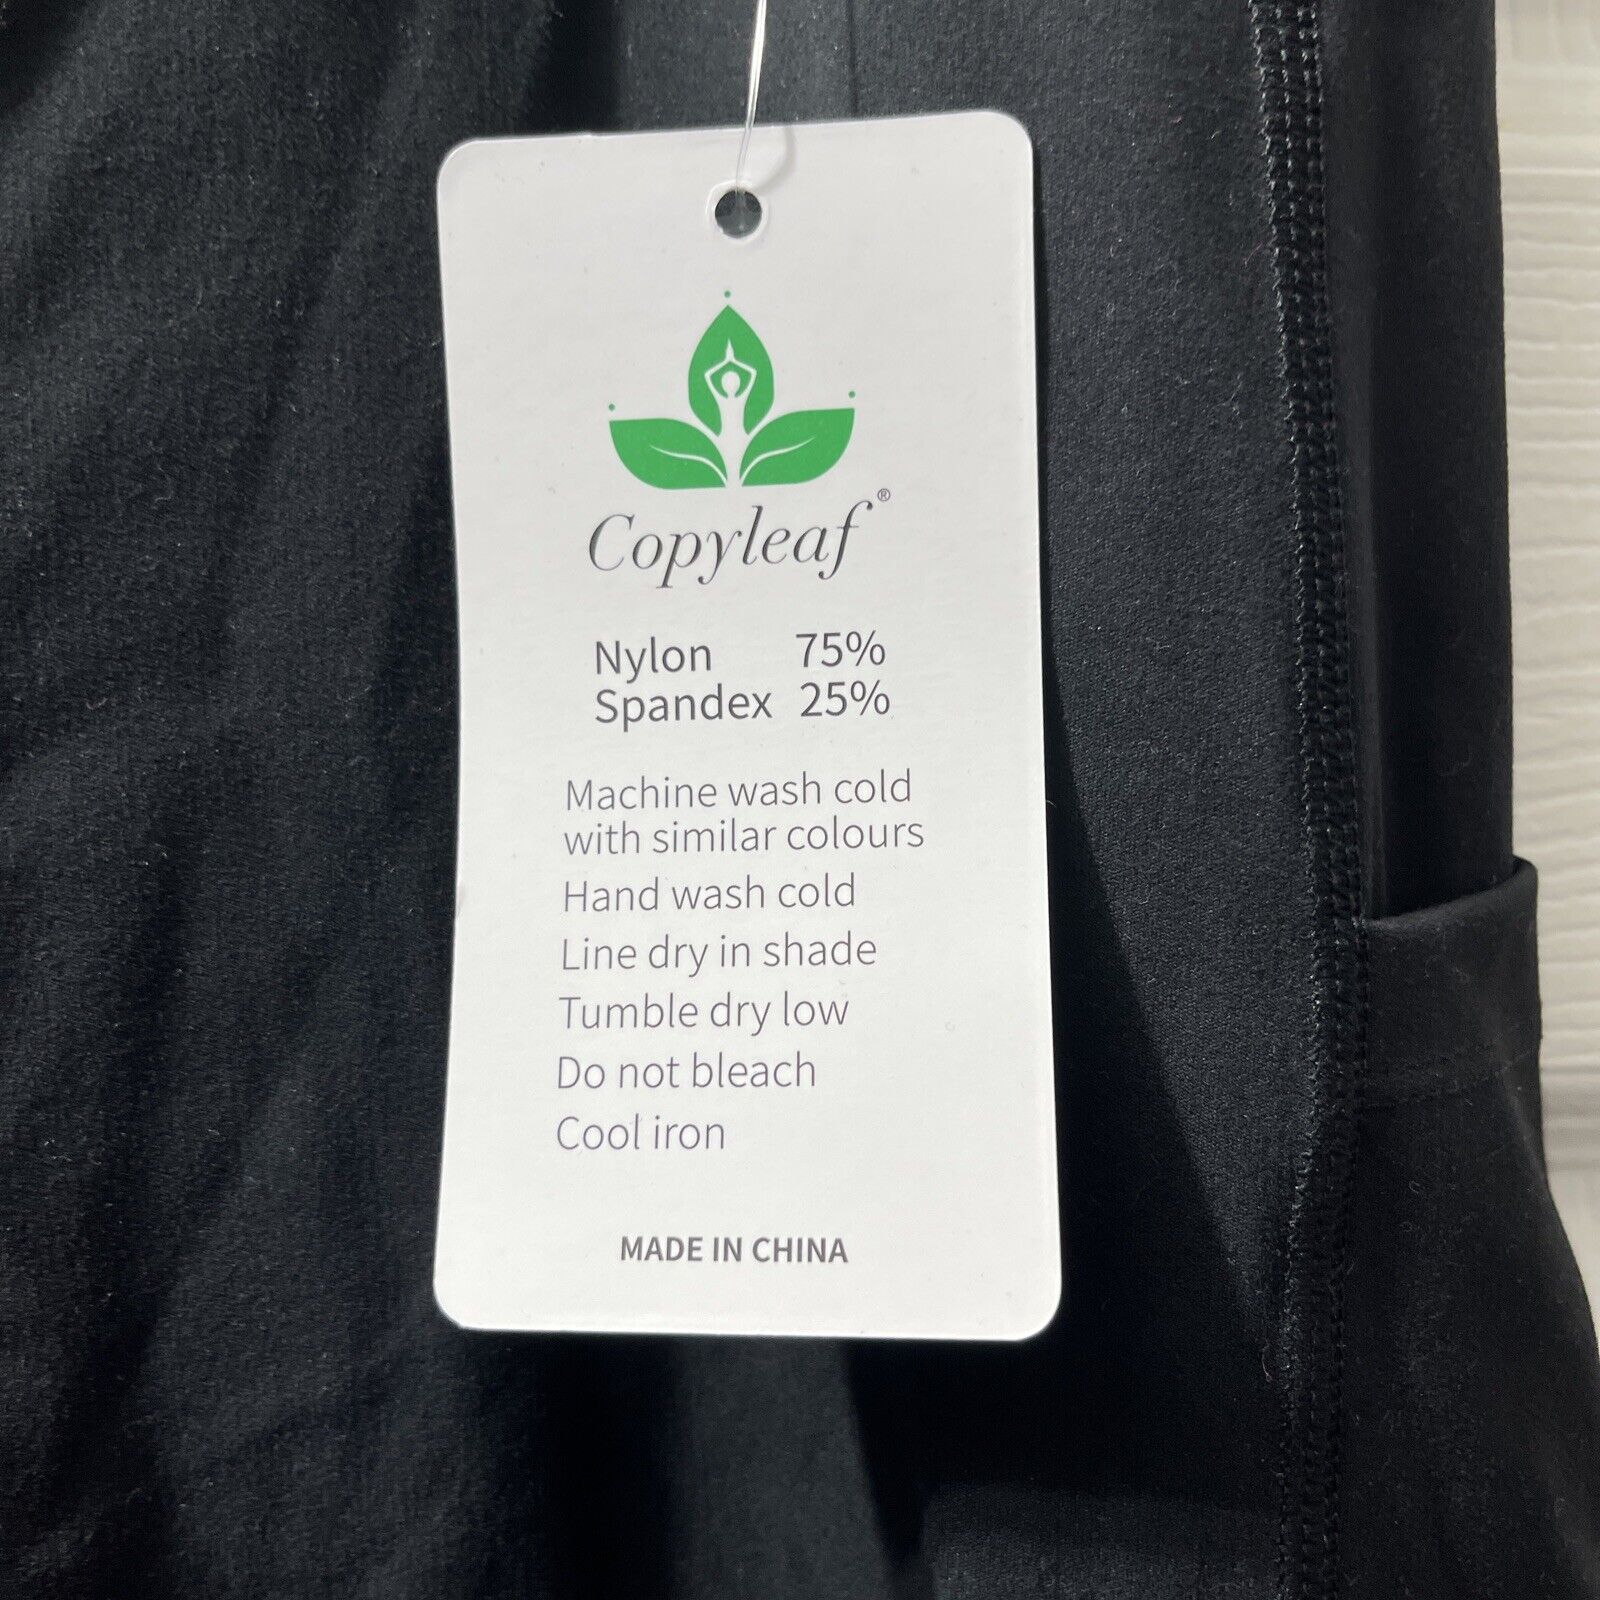 Copyleaf®
Nylon 75%
Spandex 25%
Machine wash cold
with similar colours
Hand wash cold
Line dry in shade
Tumble dry low
Do not bleach
Cool iron
MADE IN CHINA